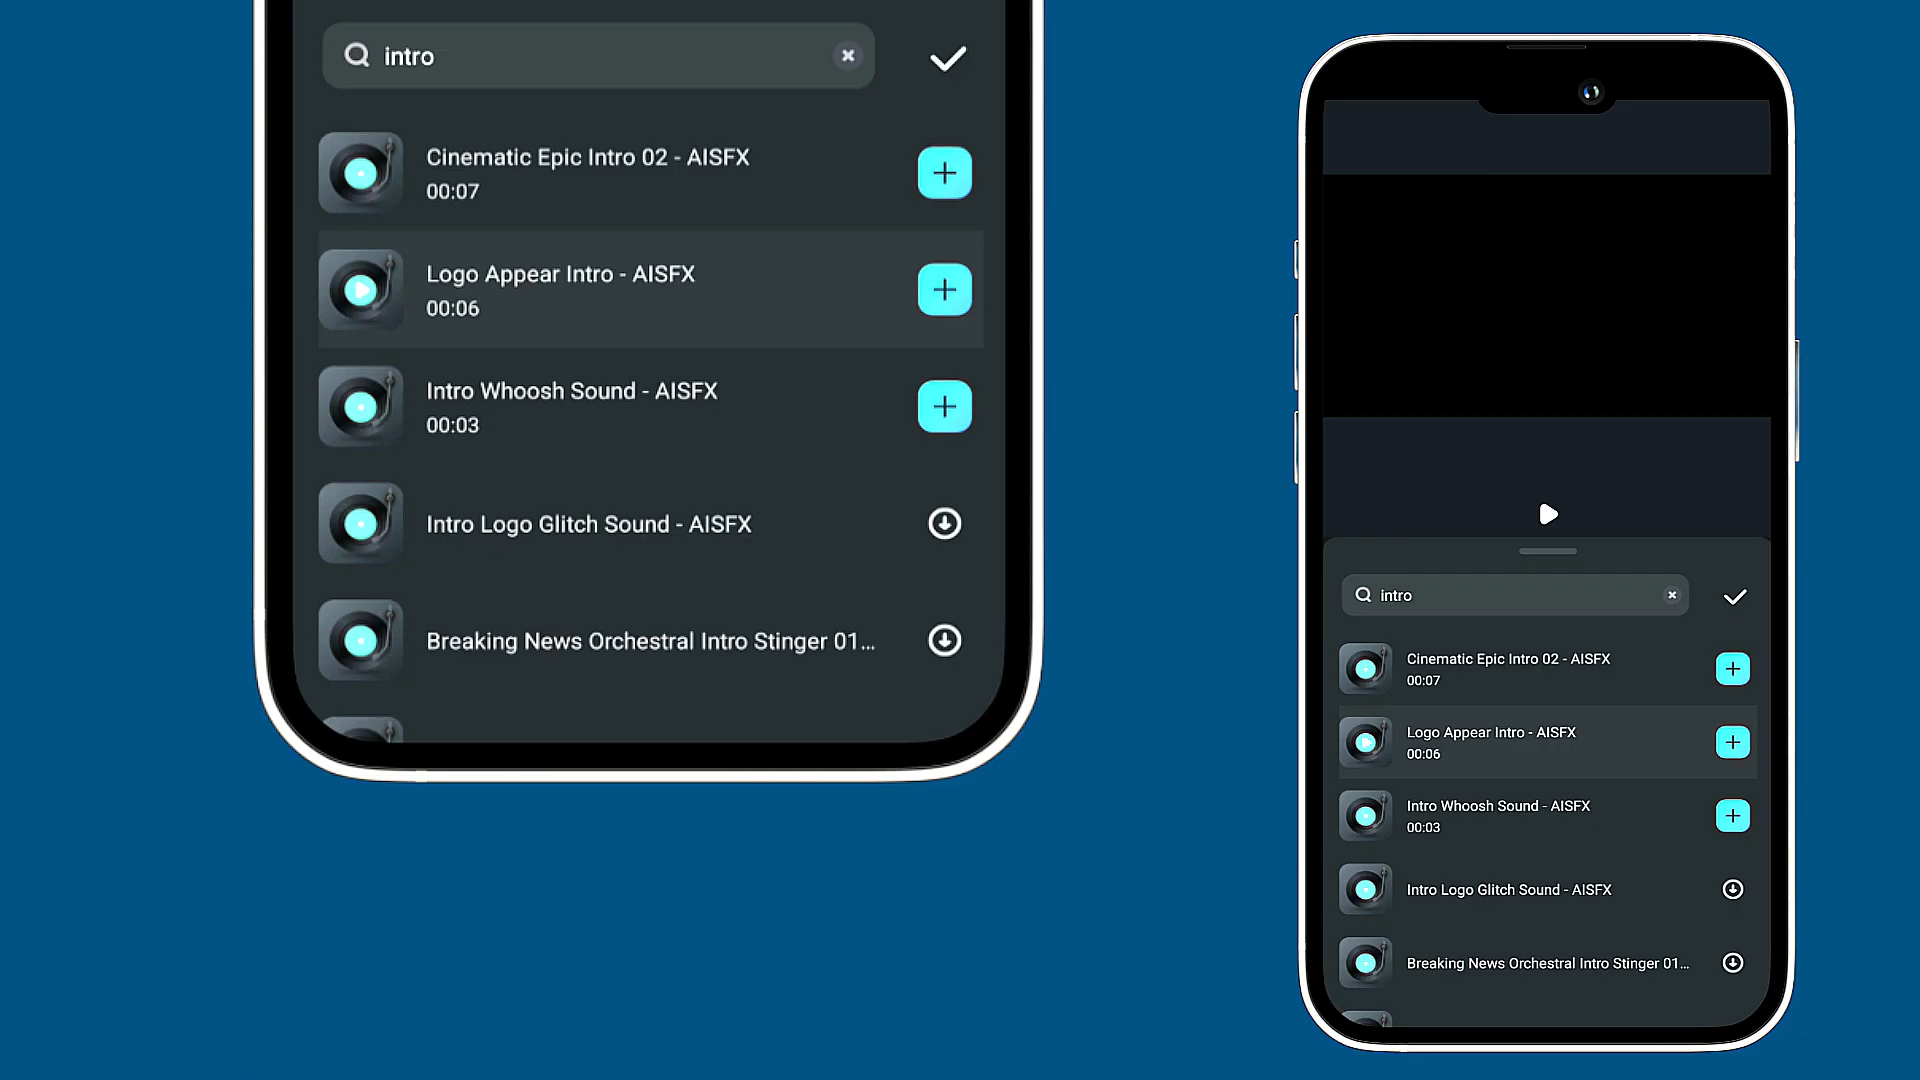 intro
Cinematic Epic Intro 02 - AISFX
00:07
Logo Appear Intro - AISFX
00:06
Intro Whoosh Sound - AISFX
00:03
Intro Logo Glitch Sound - AISFX
Breaking News Orchestral Intro Stinger 01...
intro
Cinematic Epic Intro 02 - AISFX
00:07
Logo Appear Intro - AISFX
00:06
Intro Whoosh Sound - AISFX
00:03
Intro Logo Glitch Sound - AISFX
Breaking News Orchestral Intro Stinger 01...